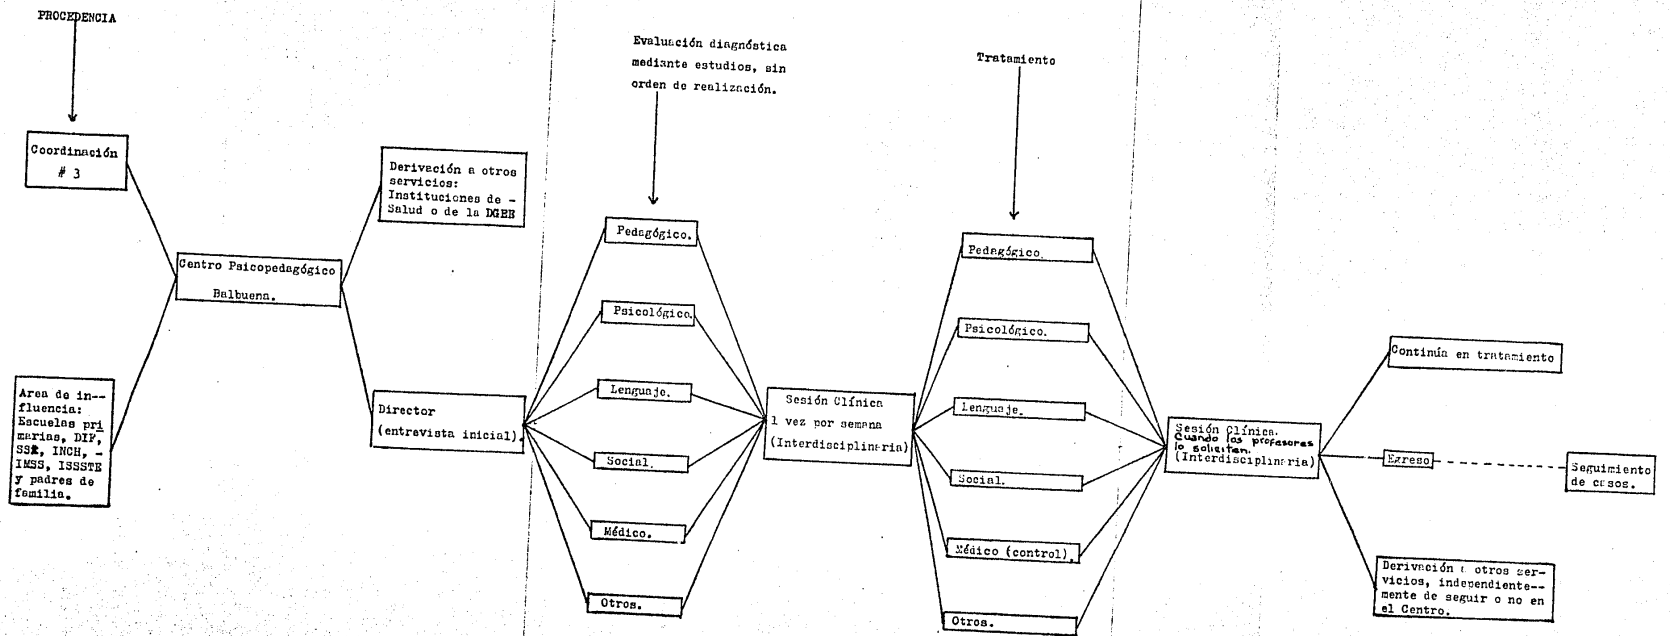 PROCEDENCIA
Coordinación
# 3
Area de in--
fluencia:
Escuelas pri
marias, DIF,
SSA, INCH, -
IMSS, ISSSTE
y padres de
familia.
Centro Psicopedagógico
Balbuena.
Derivación a otros
servicios:
Instituciones de -
Salud o de la DGEE
Director
(entrevista inicial).
Evaluación diagnóstica
mediante estudios, sin
orden de realización.
Pedagógico.
Psicológico.
Lenguaje.
Social.
Médico.
Otros.
Sesión Clínica
1 vez por semana
(Interdisciplinaria)
Tratamiento
Pedagógico.
Psicológico.
Lenguaje.
Social.
Médico (control).
Otros.
Sesión Clínica.
Cuando los profesores
lo soliciten.
(Interdisciplinaria)
Continúa en tratamiento
Egreso
Seguimiento
de casos.
Derivación a otros ser-
vicios, independiente--
mente de seguir o no en
el Centro.